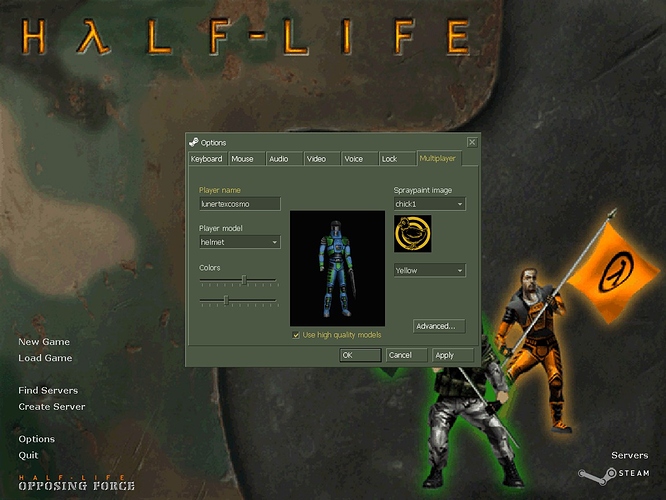 HλLF-LIFE
Options
Keyboard Mouse Audio Video Voice Lock Multiplayer
Player name
lunertexcosmo
Spraypaint image
chick1
Player model
helmet
Colors
Yellow
Advanced...
Use high quality models
OK Cancel Apply
New Game
Load Game
Find Servers
Create Server
Options
Quit
Servers
HALF-LIFE
OPPOSING FORCE
STEAM